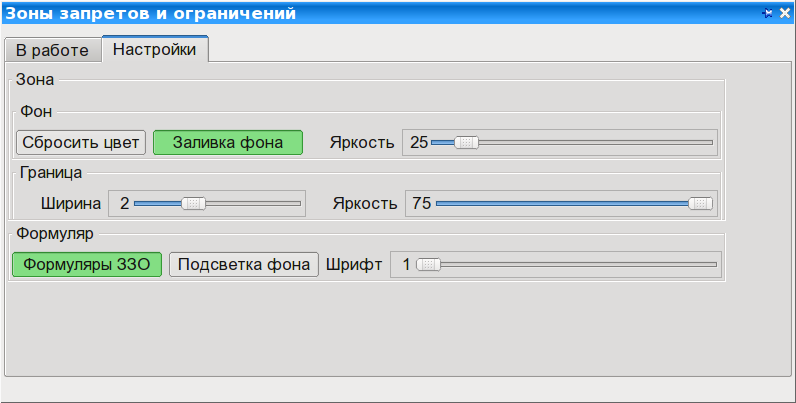 Зоны запретов и ограничений
В работе Настройки
Зона
Фон
Сбросить цвет Заливка фона Яркость 25
Граница
Ширина 2 Яркость 75
Формуляр
Формуляры ЗЗО Подсветка фона Шрифт 1